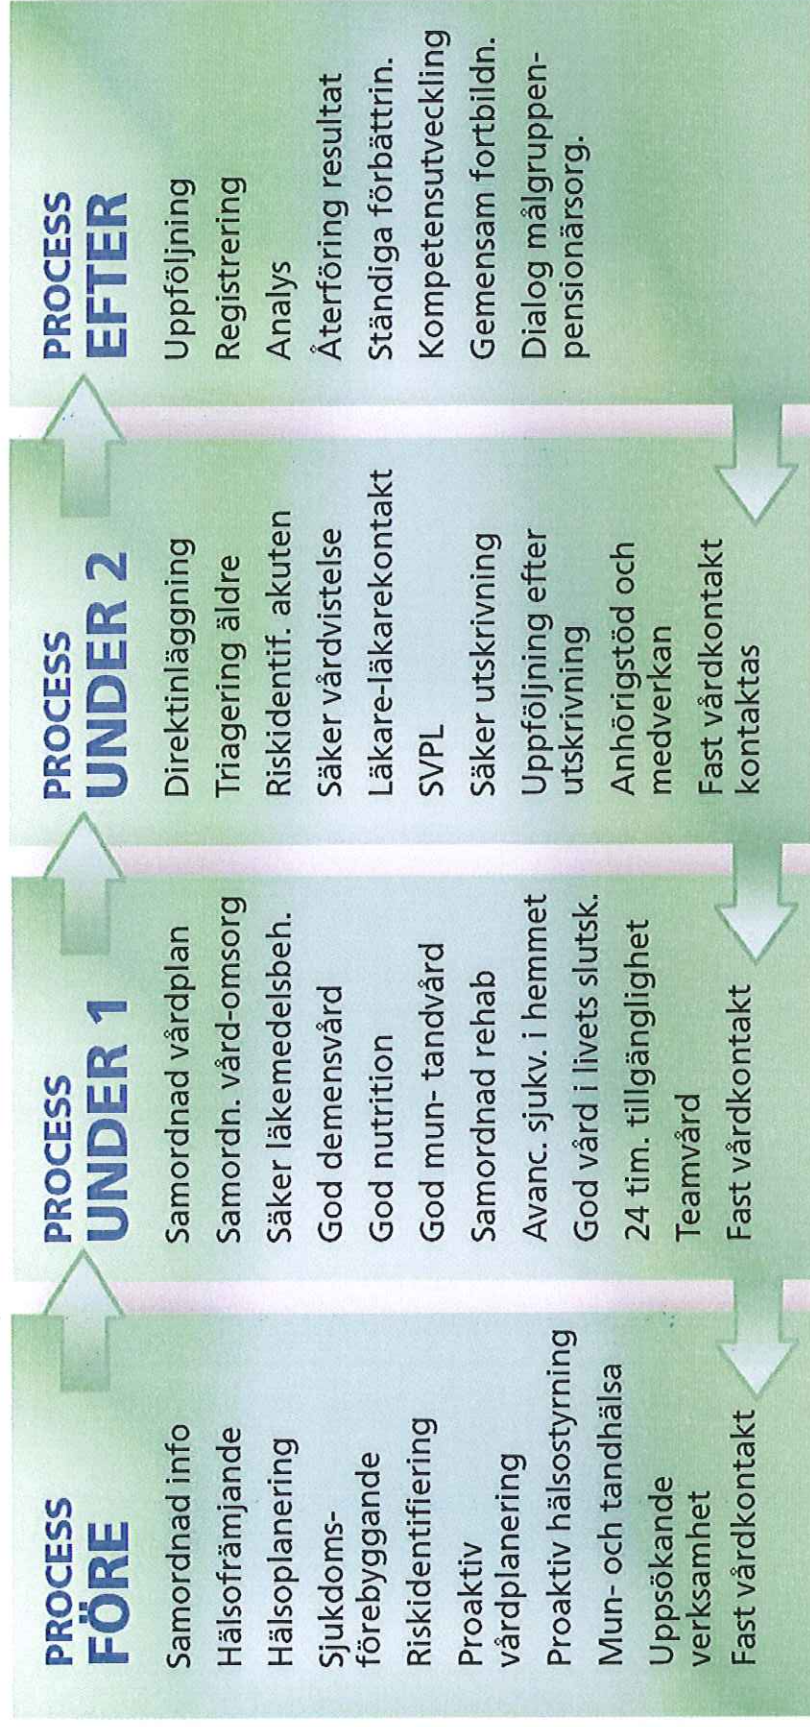 PROCESS
FÖRE
Samordnad info
Hälsofrämjande
Hälsoplanering
Sjukdoms-
förebyggande
Riskidentifiering
Proaktiv
vårdplanering
Proaktiv hälsostyrning
Mun- och tandhälsa
Uppsökande
verksamhet
Fast vårdkontakt
PROCESS
UNDER 1
Samordnad vårdplan
Samordn. vård-omsorg
Säker läkemedelsbeh.
God demensvård
God nutrition
God mun- tandvård
Samordnad rehab
Avanc. sjukv. i hemmet
God vård i livets slutsk.
24 tim. tillgänglighet
Teamvård
Fast vårdkontakt
PROCESS
UNDER 2
Direktinläggning
Triagering äldre
Riskidentif. akuten
Säker vårdvistelse
Läkare-läkarekontakt
SVPL
Säker utskrivning
Uppföljning efter
utskrivning
Anhörigstöd och
medverkan
Fast vårdkontakt
kontaktas
PROCESS
EFTER
Uppföljning
Registrering
Analys
Återföring resultat
Ständiga förbättrin.
Kompetensutveckling
Gemensam fortbildn.
Dialog målgruppen-
pensionärsorg.